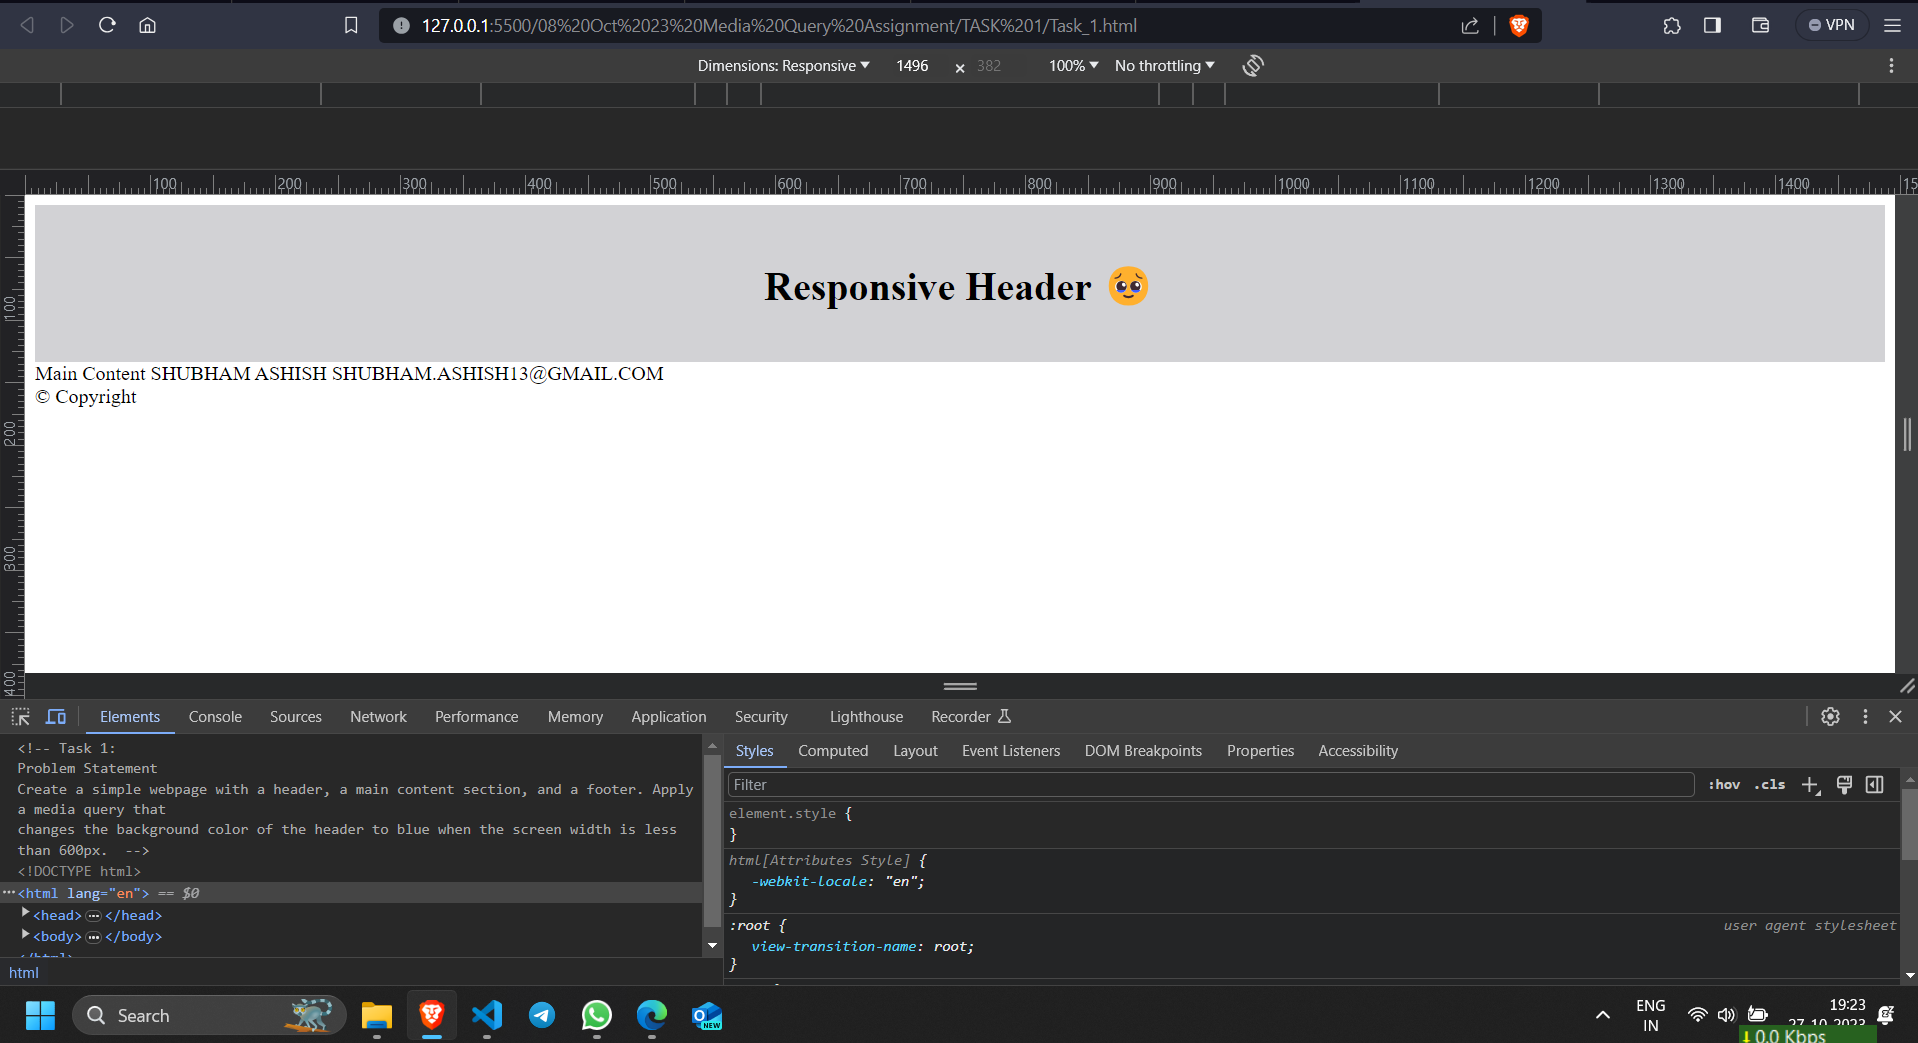 127.0.0.1:5500/08%20Oct%2023%20Media%20Query%20Assignment/TASK%201/Task_1.html
VPN
Dimensions: Responsive 1496 × 382 100% No throttling
100 200 300 400 500 600 700 800 900 1000 1100 1200 1300 1400 15
100
200
300
400
Responsive Header 🥺
Main Content SHUBHAM ASHISH SHUBHAM.ASHISH13@GMAIL.COM
© Copyright
Elements Console Sources Network Performance Memory Application Security Lighthouse Recorder
<!-- Task 1:
Problem Statement
Create a simple webpage with a header, a main content section, and a footer. Apply
a media query that
changes the background color of the header to blue when the screen width is less
than 600px. -->
<!DOCTYPE html>
<html lang="en"> == $0
<head>…</head>
<body>…</body>
</html>
html
Styles Computed Layout Event Listeners DOM Breakpoints Properties Accessibility
Filter :hov .cls
element.style {
}
html[Attributes Style] {
-webkit-locale: "en";
}
:root { user agent stylesheet
view-transition-name: root;
}
Search
NEW
ENG
IN
19:23
27-10-2023
0.0 Kbps